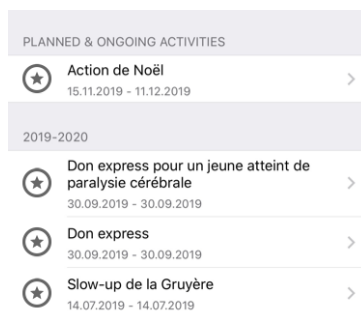 PLANNED & ONGOING ACTIVITIES
Action de Noël
15.11.2019 - 11.12.2019
2019-2020
Don express pour un jeune atteint de
paralysie cérébrale
30.09.2019 - 30.09.2019
Don express
30.09.2019 - 30.09.2019
Slow-up de la Gruyère
14.07.2019 - 14.07.2019